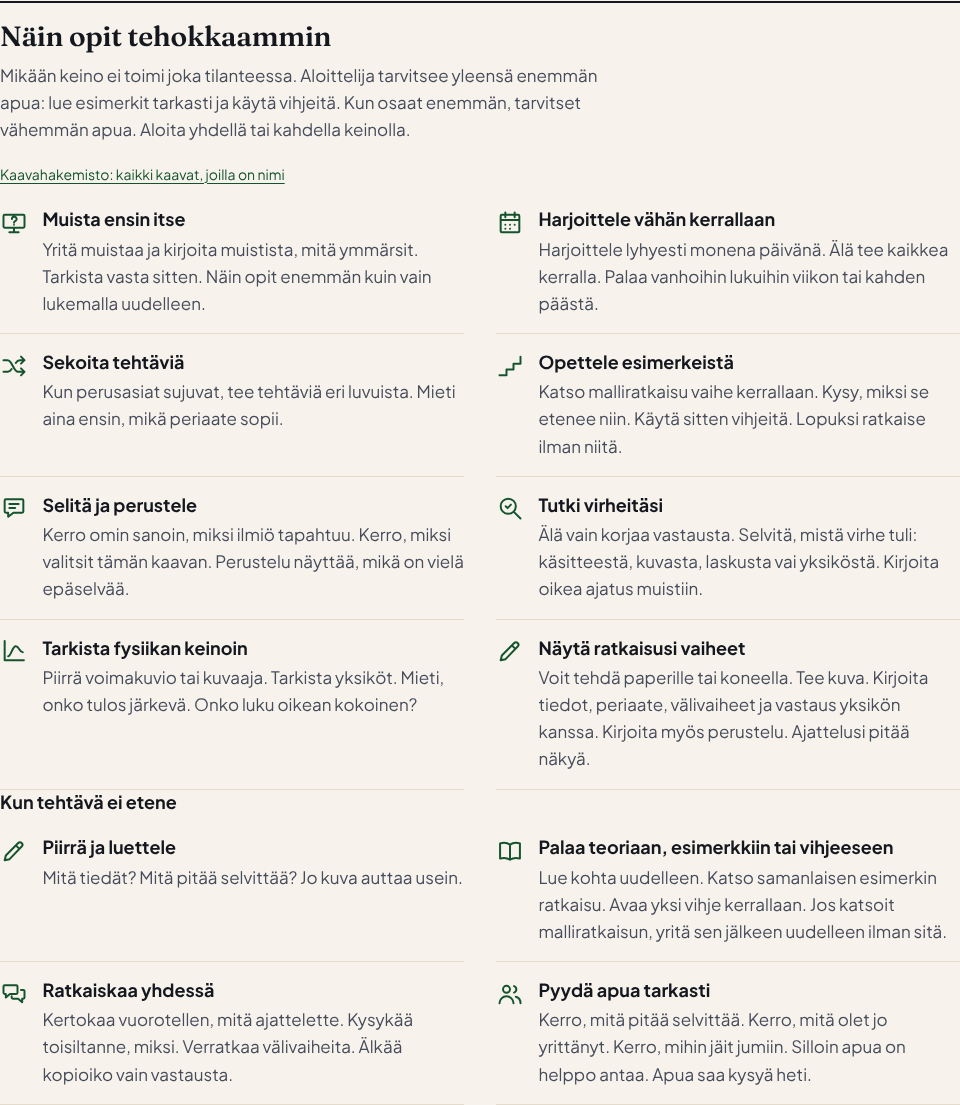 Näin opit tehokkaammin
Mikään keino ei toimi joka tilanteessa. Aloittelija tarvitsee yleensä enemmän
apua: lue esimerkit tarkasti ja käytä vihjeitä. Kun osaat enemmän, tarvitset
vähemmän apua. Aloita yhdellä tai kahdella keinolla.
Kaavahakemisto: kaikki kaavat, joilla on nimi
Muista ensin itse
Yritä muistaa ja kirjoita muistista, mitä ymmärsit.
Tarkista vasta sitten. Näin opit enemmän kuin vain
lukemalla uudelleen.
Harjoittele vähän kerrallaan
Harjoittele lyhyesti monena päivänä. Älä tee kaikkea
kerralla. Palaa vanhoihin lukuihin viikon tai kahden
päästä.
Sekoita tehtäviä
Kun perusasiat sujuvat, tee tehtäviä eri luvuista. Mieti
aina ensin, mikä periaate sopii.
Opettele esimerkeistä
Katso malliratkaisu vaihe kerrallaan. Kysy, miksi se
etenee niin. Käytä sitten vihjeitä. Lopuksi ratkaise
ilman niitä.
Selitä ja perustele
Kerro omin sanoin, miksi ilmiö tapahtuu. Kerro, miksi
valitsit tämän kaavan. Perustelu näyttää, mikä on vielä
epäselvää.
Tutki virheitäsi
Älä vain korjaa vastausta. Selvitä, mistä virhe tuli:
käsitteestä, kuvasta, laskusta vai yksiköstä. Kirjoita
oikea ajatus muistiin.
Tarkista fysiikan keinoin
Piirrä voimakuvio tai kuvaaja. Tarkista yksiköt. Mieti,
onko tulos järkevä. Onko luku oikean kokoinen?
Näytä ratkaisusi vaiheet
Voit tehdä paperille tai koneella. Tee kuva. Kirjoita
tiedot, periaate, välivaiheet ja vastaus yksikön
kanssa. Kirjoita myös perustelu. Ajattelusi pitää
näkyä.
Kun tehtävä ei etene
Piirrä ja luettele
Mitä tiedät? Mitä pitää selvittää? Jo kuva auttaa usein.
Palaa teoriaan, esimerkkiin tai vihjeeseen
Lue kohta uudelleen. Katso samanlaisen esimerkin
ratkaisu. Avaa yksi vihje kerrallaan. Jos katsoit
malliratkaisun, yritä sen jälkeen uudelleen ilman sitä.
Ratkaiskaa yhdessä
Kertokaa vuorotellen, mitä ajattelette. Kysykää
toisiltanne, miksi. Verratkaa välivaiheita. Älkää
kopioiko vain vastausta.
Pyydä apua tarkasti
Kerro, mitä pitää selvittää. Kerro, mitä olet jo
yrittänyt. Kerro, mihin jäit jumiin. Silloin apua on
helppo antaa. Apua saa kysyä heti.